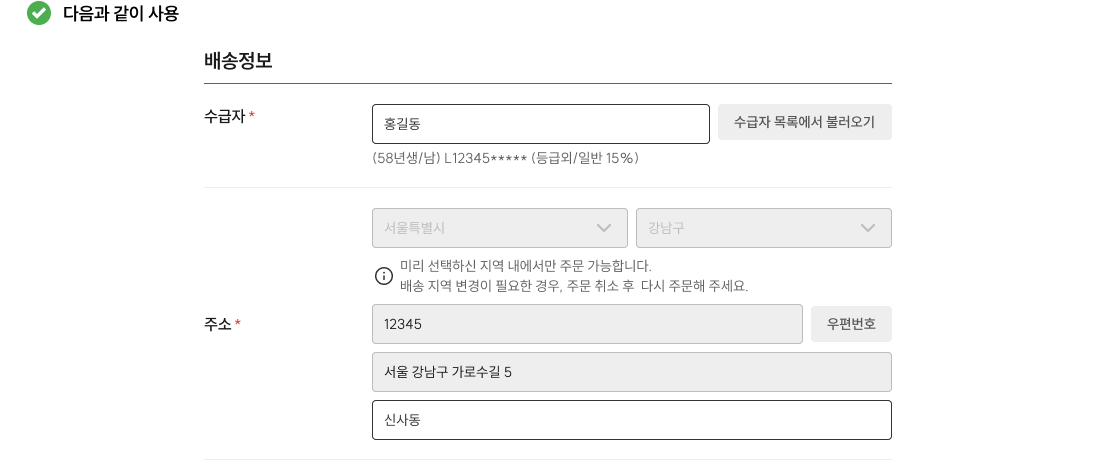 다음과 같이 사용
배송정보
수급자 *
홍길동
수급자 목록에서 불러오기
(58년생/남) L12345***** (등급외/일반 15%)
서울특별시
강남구
미리 선택하신 지역 내에서만 주문 가능합니다.
배송 지역 변경이 필요한 경우, 주문 취소 후 다시 주문해 주세요.
주소 *
12345
우편번호
서울 강남구 가로수길 5
신사동